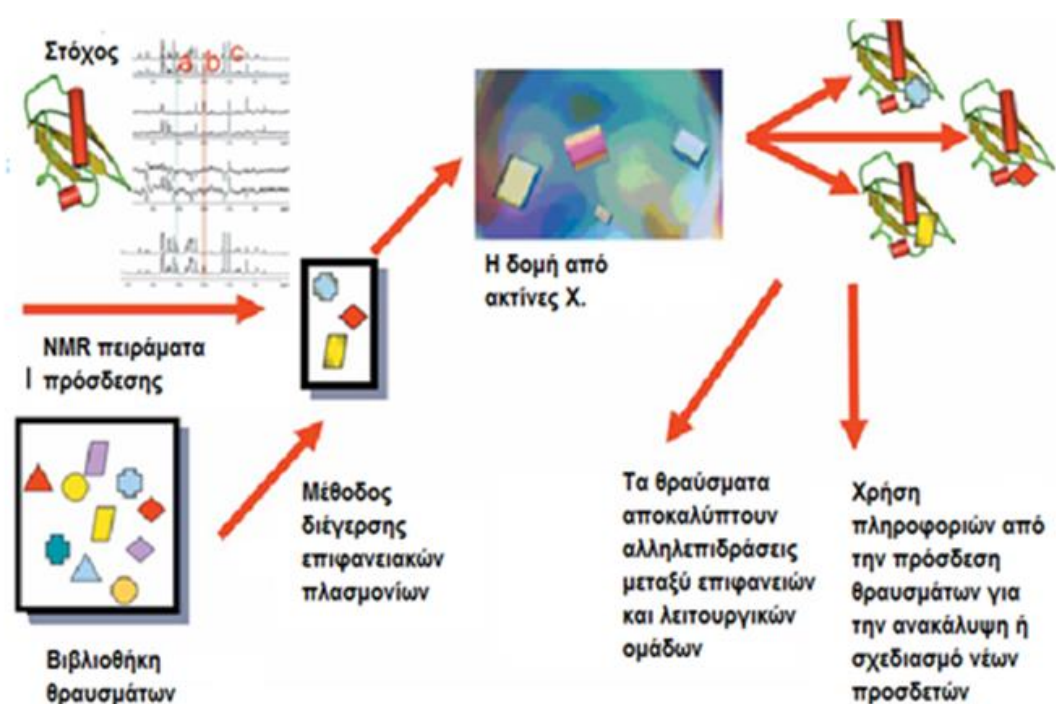 Στόχος
a b c
NMR πειράματα
πρόσδεσης
Η δομή από
ακτίνες Χ.
Μέθοδος
διέγερσης
επιφανειακών
πλασμονίων
Βιβλιοθήκη
θραυσμάτων
Τα θραύσματα
αποκαλύπτουν
αλληλεπιδράσεις
μεταξύ επιφανειών
και λειτουργικών
ομάδων
Χρήση
πληροφοριών από
την πρόσδεση
θραυσμάτων για
την ανακάλυψη ή
σχεδιασμό νέων
προσδετών